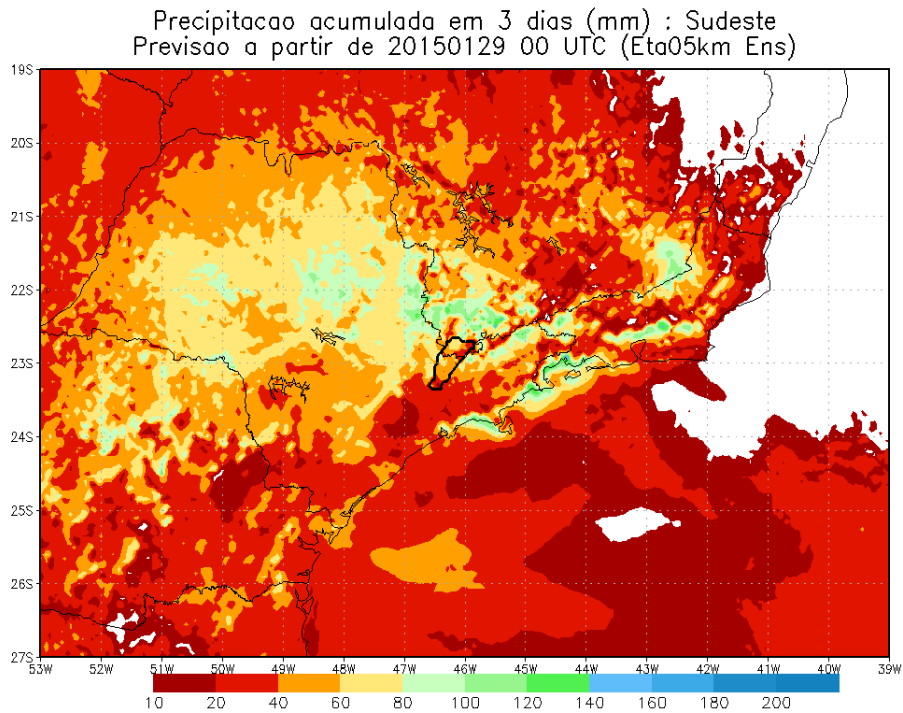 Precipitacao acumulada em 3 dias (mm) : Sudeste
Previsao a partir de 20150129 00 UTC (Eta05km Ens)
19S
20S
21S
22S
23S
24S
25S
26S
27S
53W 52W 51W 50W 49W 48W 47W 46W 45W 44W 43W 42W 41W 40W 39W
10 20 40 60 80 100 120 140 160 180 200